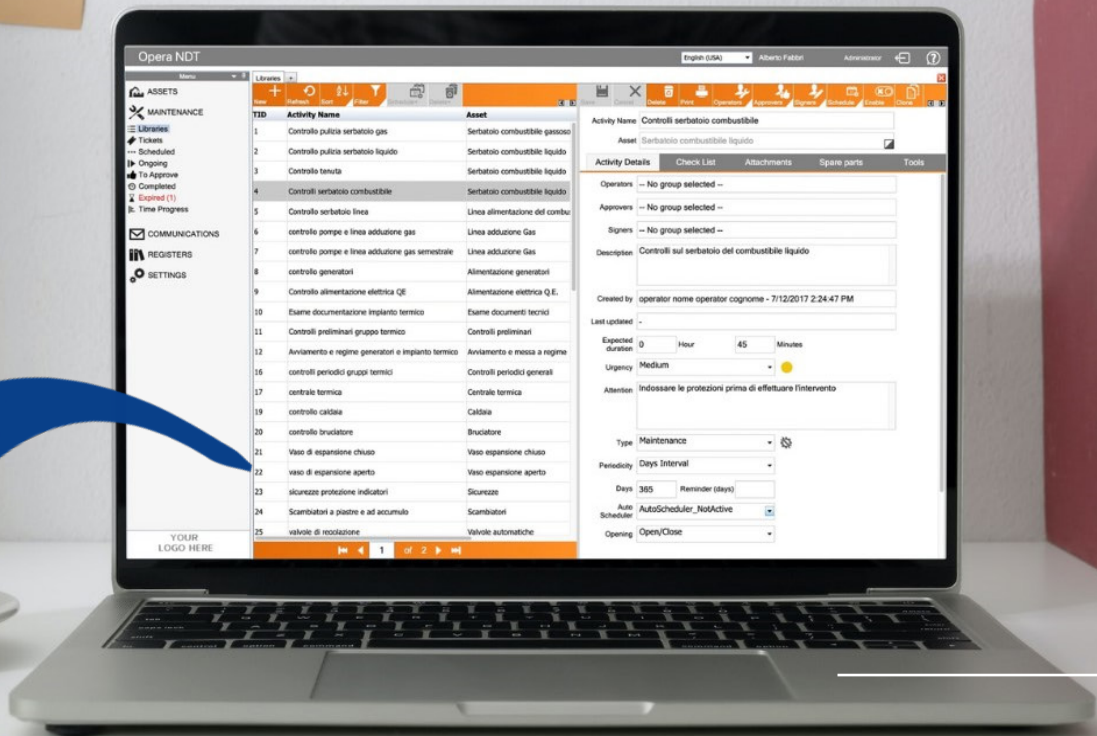 Opera NDT
English (USA)
Alberto Fabbri
Administrator
Menu
ASSETS
MAINTENANCE
Libraries
Tickets
Scheduled
Ongoing
To Approve
Completed
Expired (1)
Time Progress
COMMUNICATIONS
REGISTERS
SETTINGS
YOUR
LOGO HERE
Libraries
New Refresh Sort Filter
TID Activity Name Asset
1 Controllo pulizia serbatoio gas Serbatoio combustibile gassoso
2 Controllo pulizia serbatoio liquido Serbatoio combustibile liquido
3 Controllo tenuta Serbatoio combustibile liquido
4 Controlli serbatoio combustibile Serbatoio combustibile liquido
5 Controllo serbatoio linea Linea alimentazione del combu
6 controllo pompe e linea adduzione gas Linea adduzione Gas
7 controllo pompe e linea adduzione gas semestrale Linea adduzione Gas
8 controllo generatori Alimentazione generatori
9 Controllo alimentazione elettrica QE Alimentazione elettrica Q.E.
10 Esame documentazione impianto termico Esame documenti tecnici
11 Controlli preliminari gruppo termico Controlli preliminari
12 Avviamento e regime generatori e impianto termico Avviamento e messa a regime
16 controlli periodici gruppi termici Controlli periodici generali
17 centrale termica Centrale termica
19 controllo caldaia Caldaia
20 controllo bruciatore Bruciatore
21 Vaso di espansione chiuso Vaso espansione chiuso
22 vaso di espansione aperto Vaso espansione aperto
23 sicurezze protezione indicatori Sicurezze
24 Scambiatori a piastre e ad accumulo Scambiatori
25 valvole di regolazione Valvole automatiche
1 of 2
Save Cancel Delete Print Operators Approvers Signers Schedule Enable Clone
Activity Name Controlli serbatoio combustibile
Asset Serbatoio combustibile liquido
Activity Details Check List Attachments Spare parts Tools
Operators -- No group selected --
Approvers -- No group selected --
Signers -- No group selected --
Description Controlli sul serbatoio del combustibile liquido
Created by operator nome operator cognome - 7/12/2017 2:24:47 PM
Last updated -
Expected duration 0 Hour 45 Minutes
Urgency Medium
Attention Indossare le protezioni prima di effettuare l'intervento
Type Maintenance
Periodicity Days Interval
Days 365 Reminder (days)
Auto Scheduler AutoScheduler_NotActive
Opening Open/Close
control option command command option